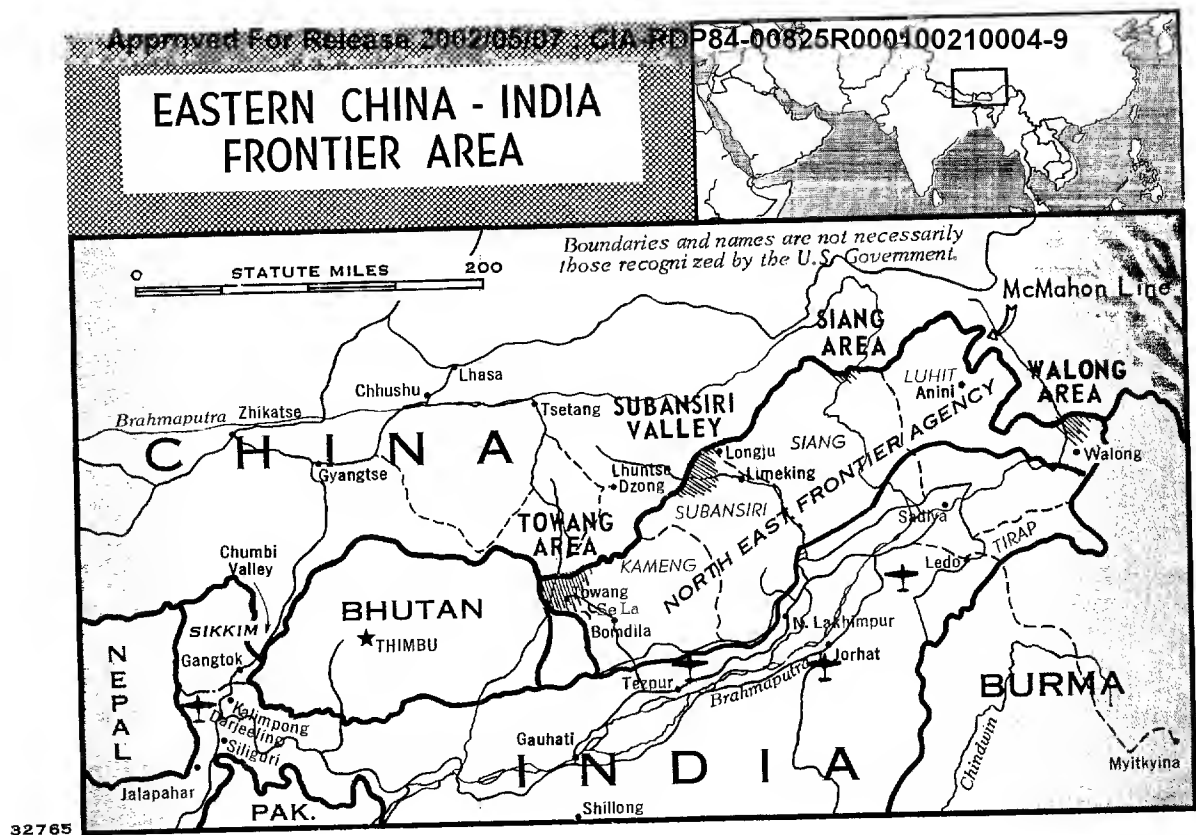 Approved For Release 2002/05/07 : CIA-RDP84-00825R000100210004-9
EASTERN CHINA - INDIA
FRONTIER AREA
Boundaries and names are not necessarily
those recognized by the U.S. Government.
0 STATUTE MILES 200
McMahon Line
SIANG
AREA
WALONG
AREA
LUHIT
Anini
Lhasa
Chhushu
Brahmaputra
Zhikatse
Tsetang
SUBANSIRI
VALLEY
CHINA
Gyangtse
Longju
SIANG
Walong
Limeking
Lhuntse
Dzong
NORTH EAST FRONTIER AGENCY
SUBANSIRI
Sadiya
TOWANG
AREA
TIRAP
Chumbi
Valley
KAMENG
Ledo
Towang
Se La
Bomdila
BHUTAN
THIMBU
N. Lakhimpur
SIKKIM
Gangtok
NEPAL
Jorhat
Tezpur
Brahmaputra
BURMA
Kalimpong
Darjeeling
Siliguri
Gauhati
INDIA
Chindwin
Myitkyina
Jalapahar
PAK.
Shillong
32765